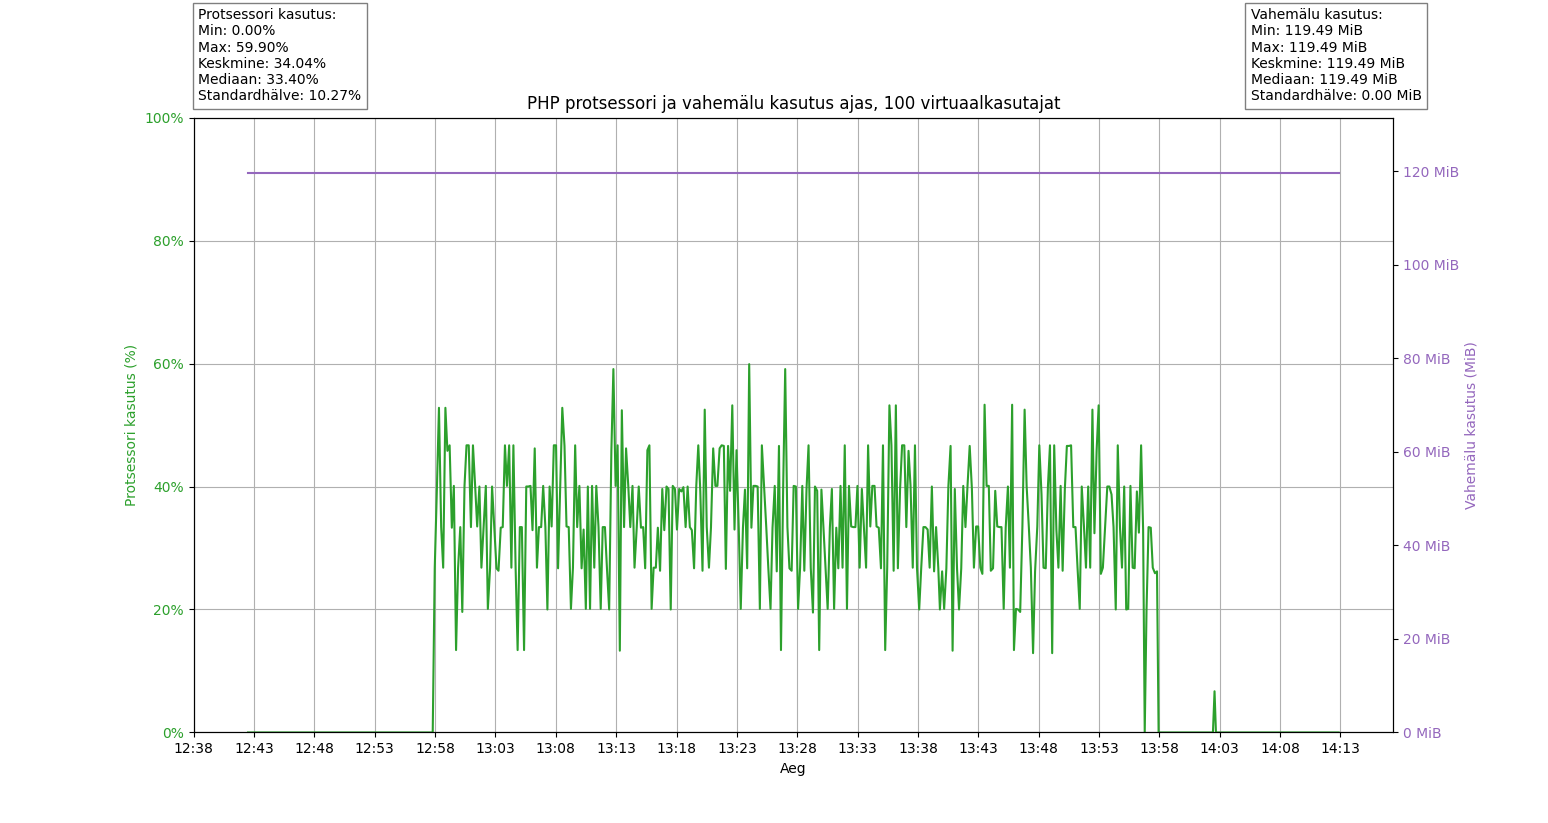 Protsessori kasutus:
Min: 0.00%
Max: 59.90%
Keskmine: 34.04%
Mediaan: 33.40%
Standardhälve: 10.27%
Vahemälu kasutus:
Min: 119.49 MiB
Max: 119.49 MiB
Keskmine: 119.49 MiB
Mediaan: 119.49 MiB
Standardhälve: 0.00 MiB
PHP protsessori ja vahemälu kasutus ajas, 100 virtuaalkasutajat
100%
80%
60%
40%
20%
0%
Protsessori kasutus (%)
120 MiB
100 MiB
80 MiB
60 MiB
40 MiB
20 MiB
0 MiB
Vahemälu kasutus (MiB)
12:38 12:43 12:48 12:53 12:58 13:03 13:08 13:13 13:18 13:23 13:28 13:33 13:38 13:43 13:48 13:53 13:58 14:03 14:08 14:13
Aeg